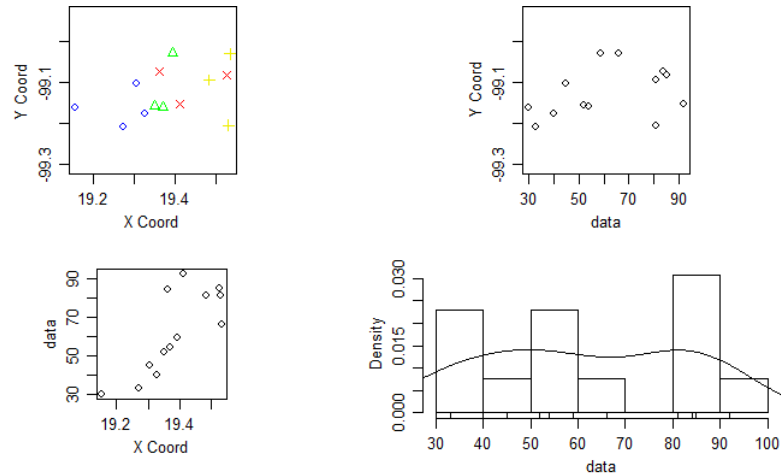 Y Coord
-99.1
-99.3
19.2 19.4
X Coord
Y Coord
-99.1
-99.3
30 50 70 90
data
data
90
70
50
30
19.2 19.4
X Coord
Density
0.030
0.015
0.000
30 40 50 60 70 80 90 100
data